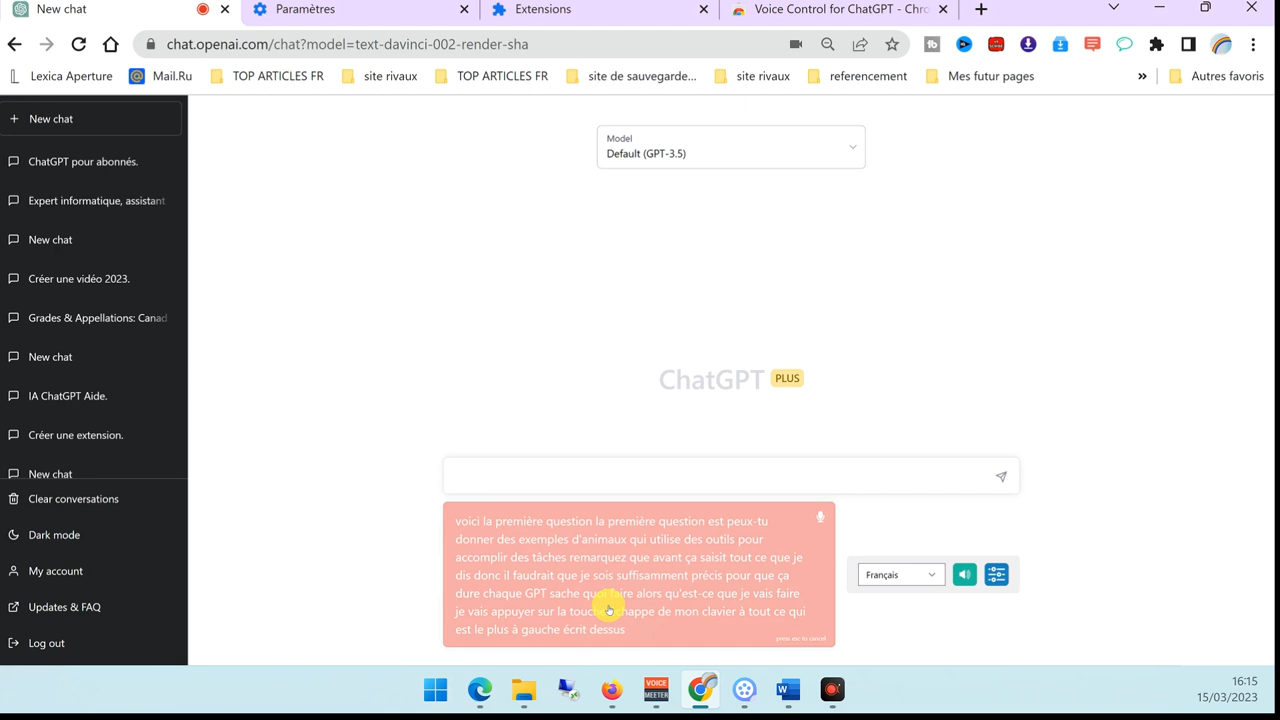 New chat
Paramètres
Extensions
Voice Control for ChatGPT - Chro
chat.openai.com/chat?model=text-davinci-002-render-sha
Lexica Aperture
Mail.Ru
TOP ARTICLES FR
site rivaux
TOP ARTICLES FR
site de sauvegarde...
site rivaux
referencement
Mes futur pages
»
Autres favoris
New chat
ChatGPT pour abonnés.
Expert informatique, assistant
New chat
Créer une vidéo 2023.
Grades & Appellations: Canad
New chat
IA ChatGPT Aide.
Créer une extension.
New chat
Clear conversations
Dark mode
My account
Updates & FAQ
Log out
Model
Default (GPT-3.5)
ChatGPT PLUS
voici la première question la première question est peux-tu
donner des exemples d'animaux qui utilise des outils pour
accomplir des tâches remarquez que avant ça saisit tout ce que je
dis donc il faudrait que je sois suffisamment précis pour que ça
dure chaque GPT sache quoi faire alors qu'est-ce que je vais faire
je vais appuyer sur la touche échappe de mon clavier à tout ce qui
est le plus à gauche écrit dessus
press esc to cancel
Français
VOICE
MEETER
16:15
15/03/2023